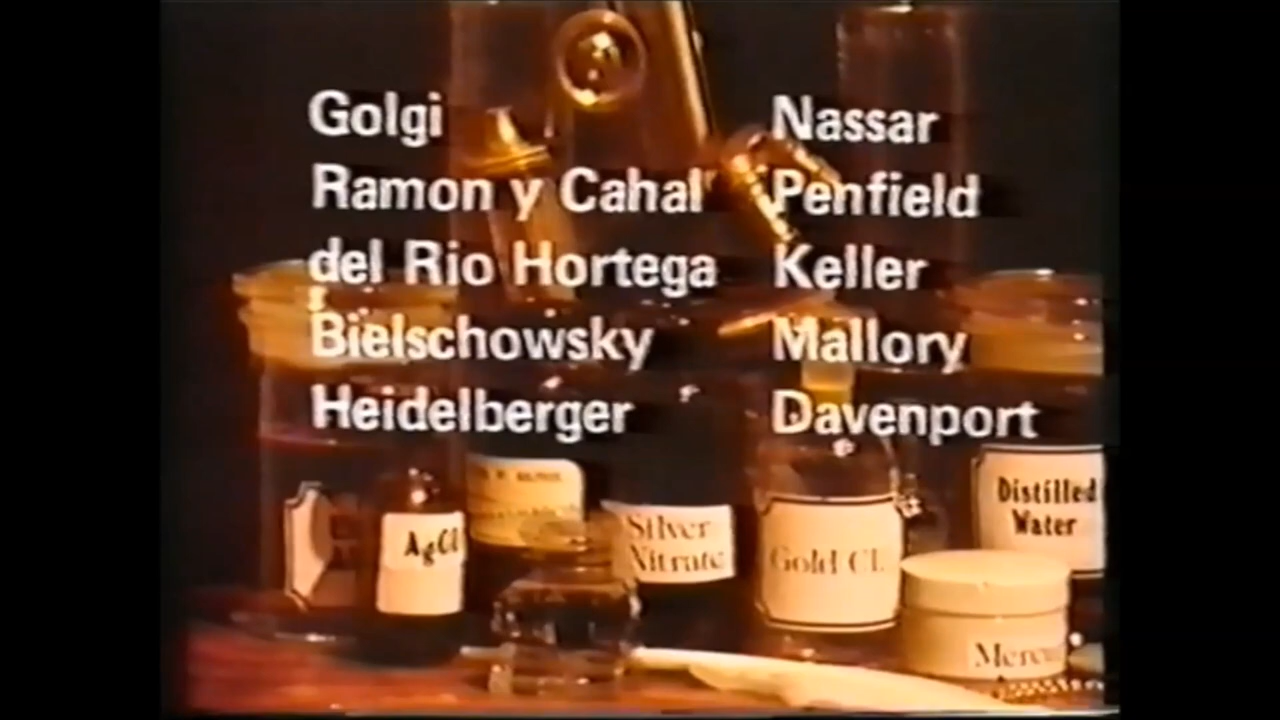 Golgi
Ramon y Cahal
del Rio Hortega
Bielschowsky
Heidelberger
Nassar
Penfield
Keller
Mallory
Davenport
AgCl
Silver
Nitrate
Gold Cl.
Distilled
Water